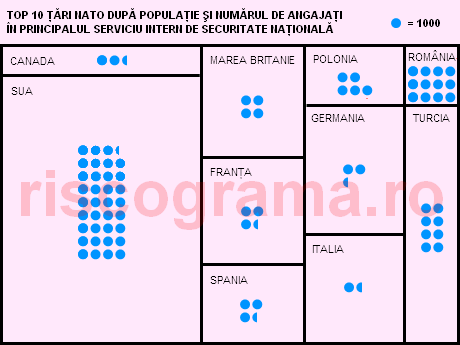 TOP 10 ȚĂRI NATO DUPĂ POPULAȚIE ŞI NUMĂRUL DE ANGAJAȚI
ÎN PRINCIPALUL SERVICIU INTERN DE SECURITATE NAȚIONALĂ
= 1000
CANADA
MAREA BRITANIE
POLONIA
ROMÂNIA
SUA
GERMANIA
TURCIA
FRANȚA
riscograma.ro
ITALIA
SPANIA